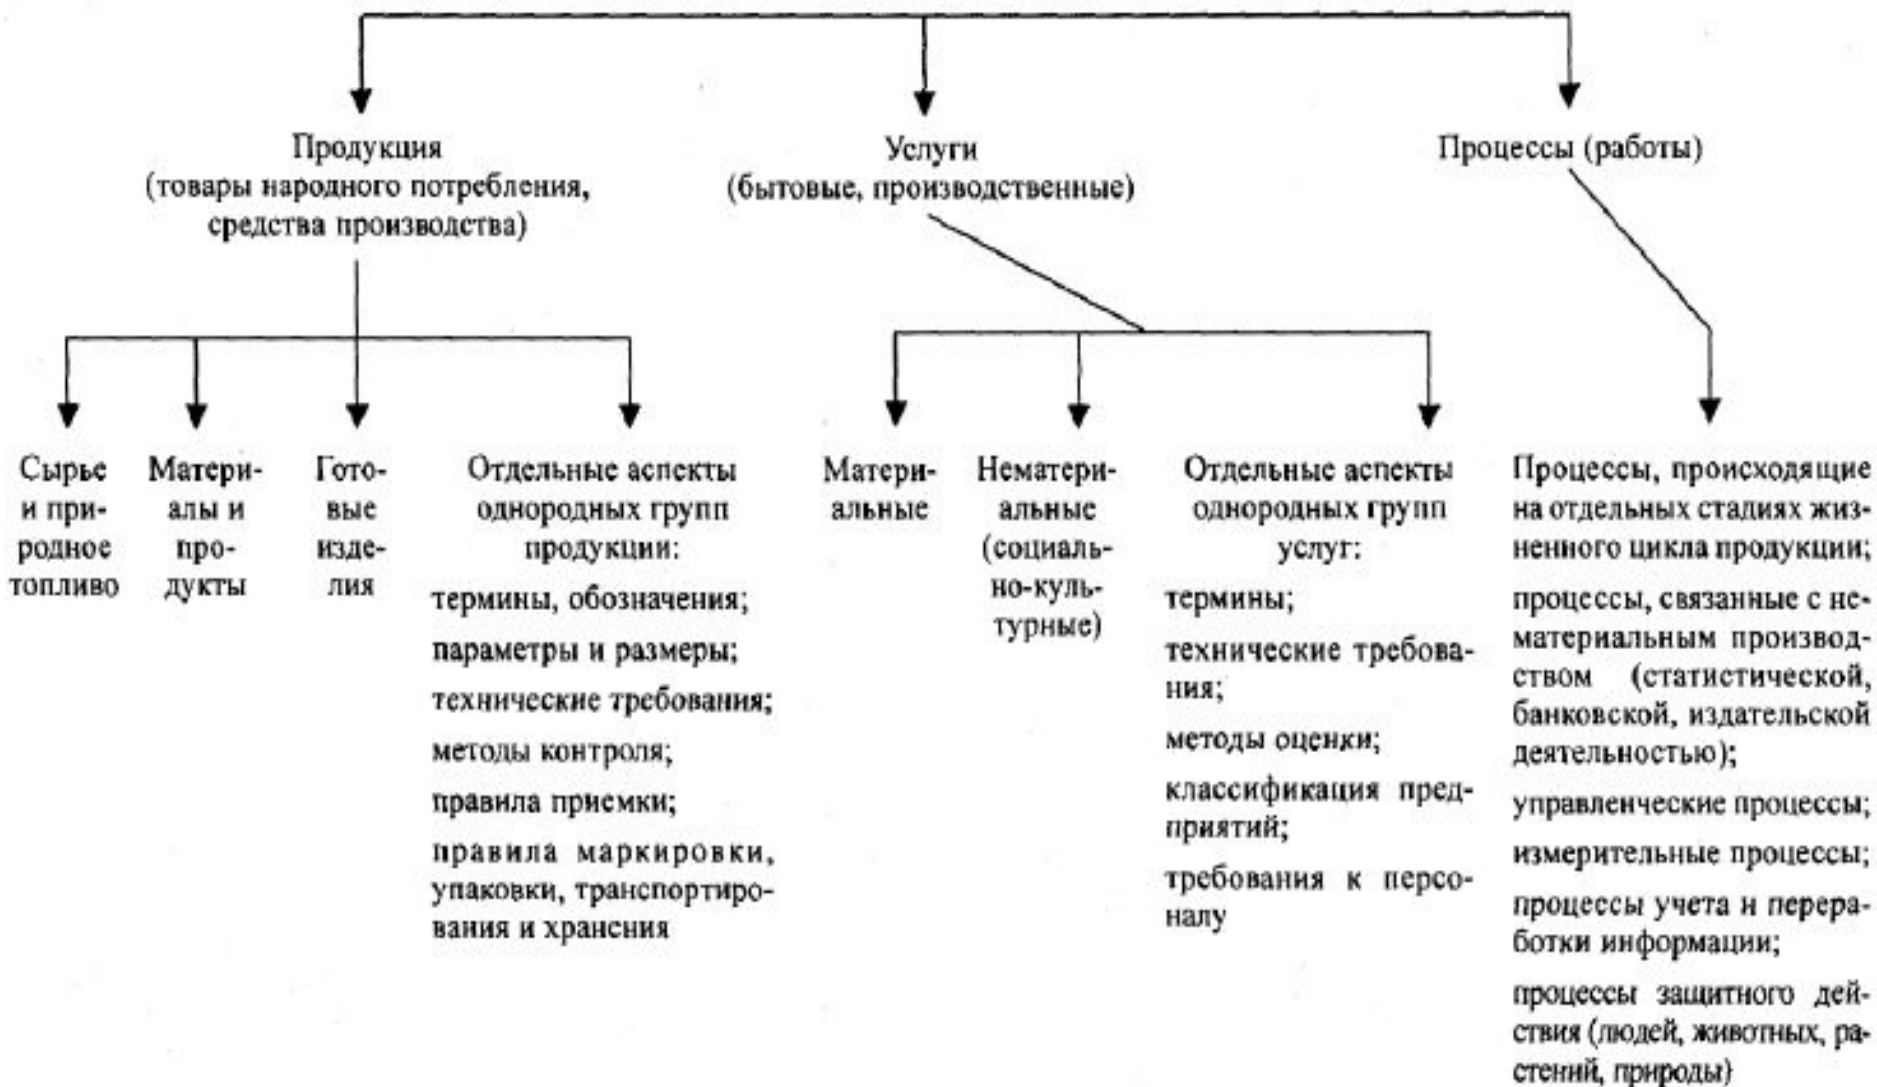 Продукция
(товары народного потребления,
средства производства)
Услуги
(бытовые, производственные)
Процессы (работы)
Сырье
и при-
родное
топливо
Матери-
алы и
про-
дукты
Гото-
вые
изде-
лия
Отдельные аспекты
однородных групп
продукции:
термины, обозначения;
параметры и размеры;
технические требования;
методы контроля;
правила приемки;
правила маркировки,
упаковки, транспортиро-
вания и хранения
Матери-
альные
Нематери-
альные
(социаль-
но-куль-
турные)
Отдельные аспекты
однородных групп
услуг:
термины;
технические требова-
ния;
методы оценки;
классификация пред-
приятий;
требования к персо-
налу
Процессы, происходящие
на отдельных стадиях жиз-
ненного цикла продукции;
процессы, связанные с не-
материальным производ-
ством (статистической,
банковской, издательской
деятельностью);
управленческие процессы;
измерительные процессы;
процессы учета и перера-
ботки информации;
процессы защитного дей-
ствия (людей, животных, ра-
стений, природы)